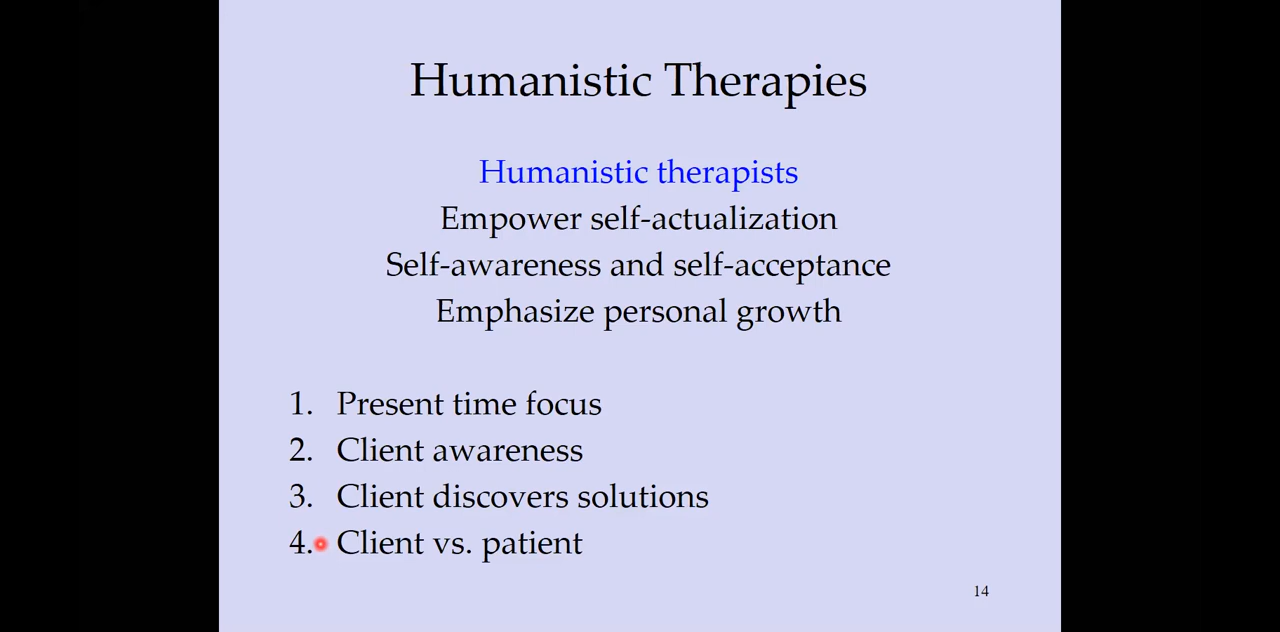 Humanistic Therapies
Humanistic therapists
Empower self-actualization
Self-awareness and self-acceptance
Emphasize personal growth
1. Present time focus
2. Client awareness
3. Client discovers solutions
4. Client vs. patient
14